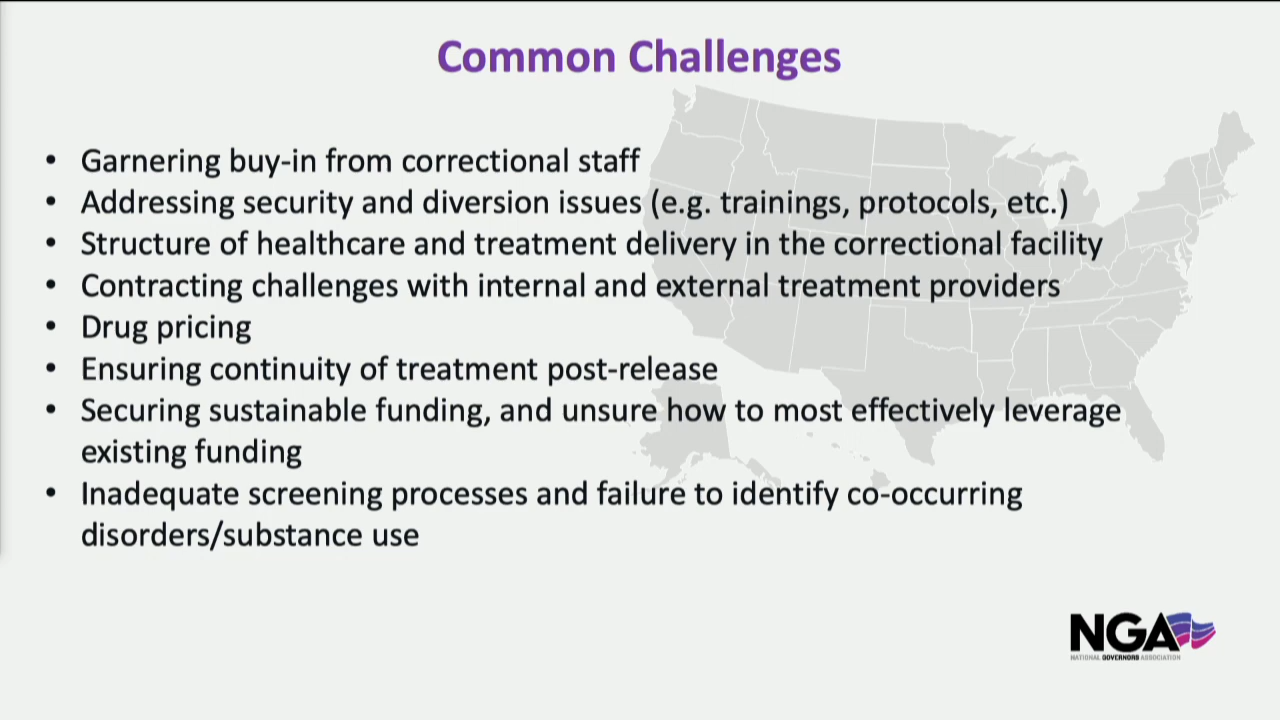 Common Challenges
• Garnering buy-in from correctional staff
• Addressing security and diversion issues (e.g. trainings, protocols, etc.)
• Structure of healthcare and treatment delivery in the correctional facility
• Contracting challenges with internal and external treatment providers
• Drug pricing
• Ensuring continuity of treatment post-release
• Securing sustainable funding, and unsure how to most effectively leverage
existing funding
• Inadequate screening processes and failure to identify co-occurring
disorders/substance use
NGA
NATIONAL GOVERNORS ASSOCIATION